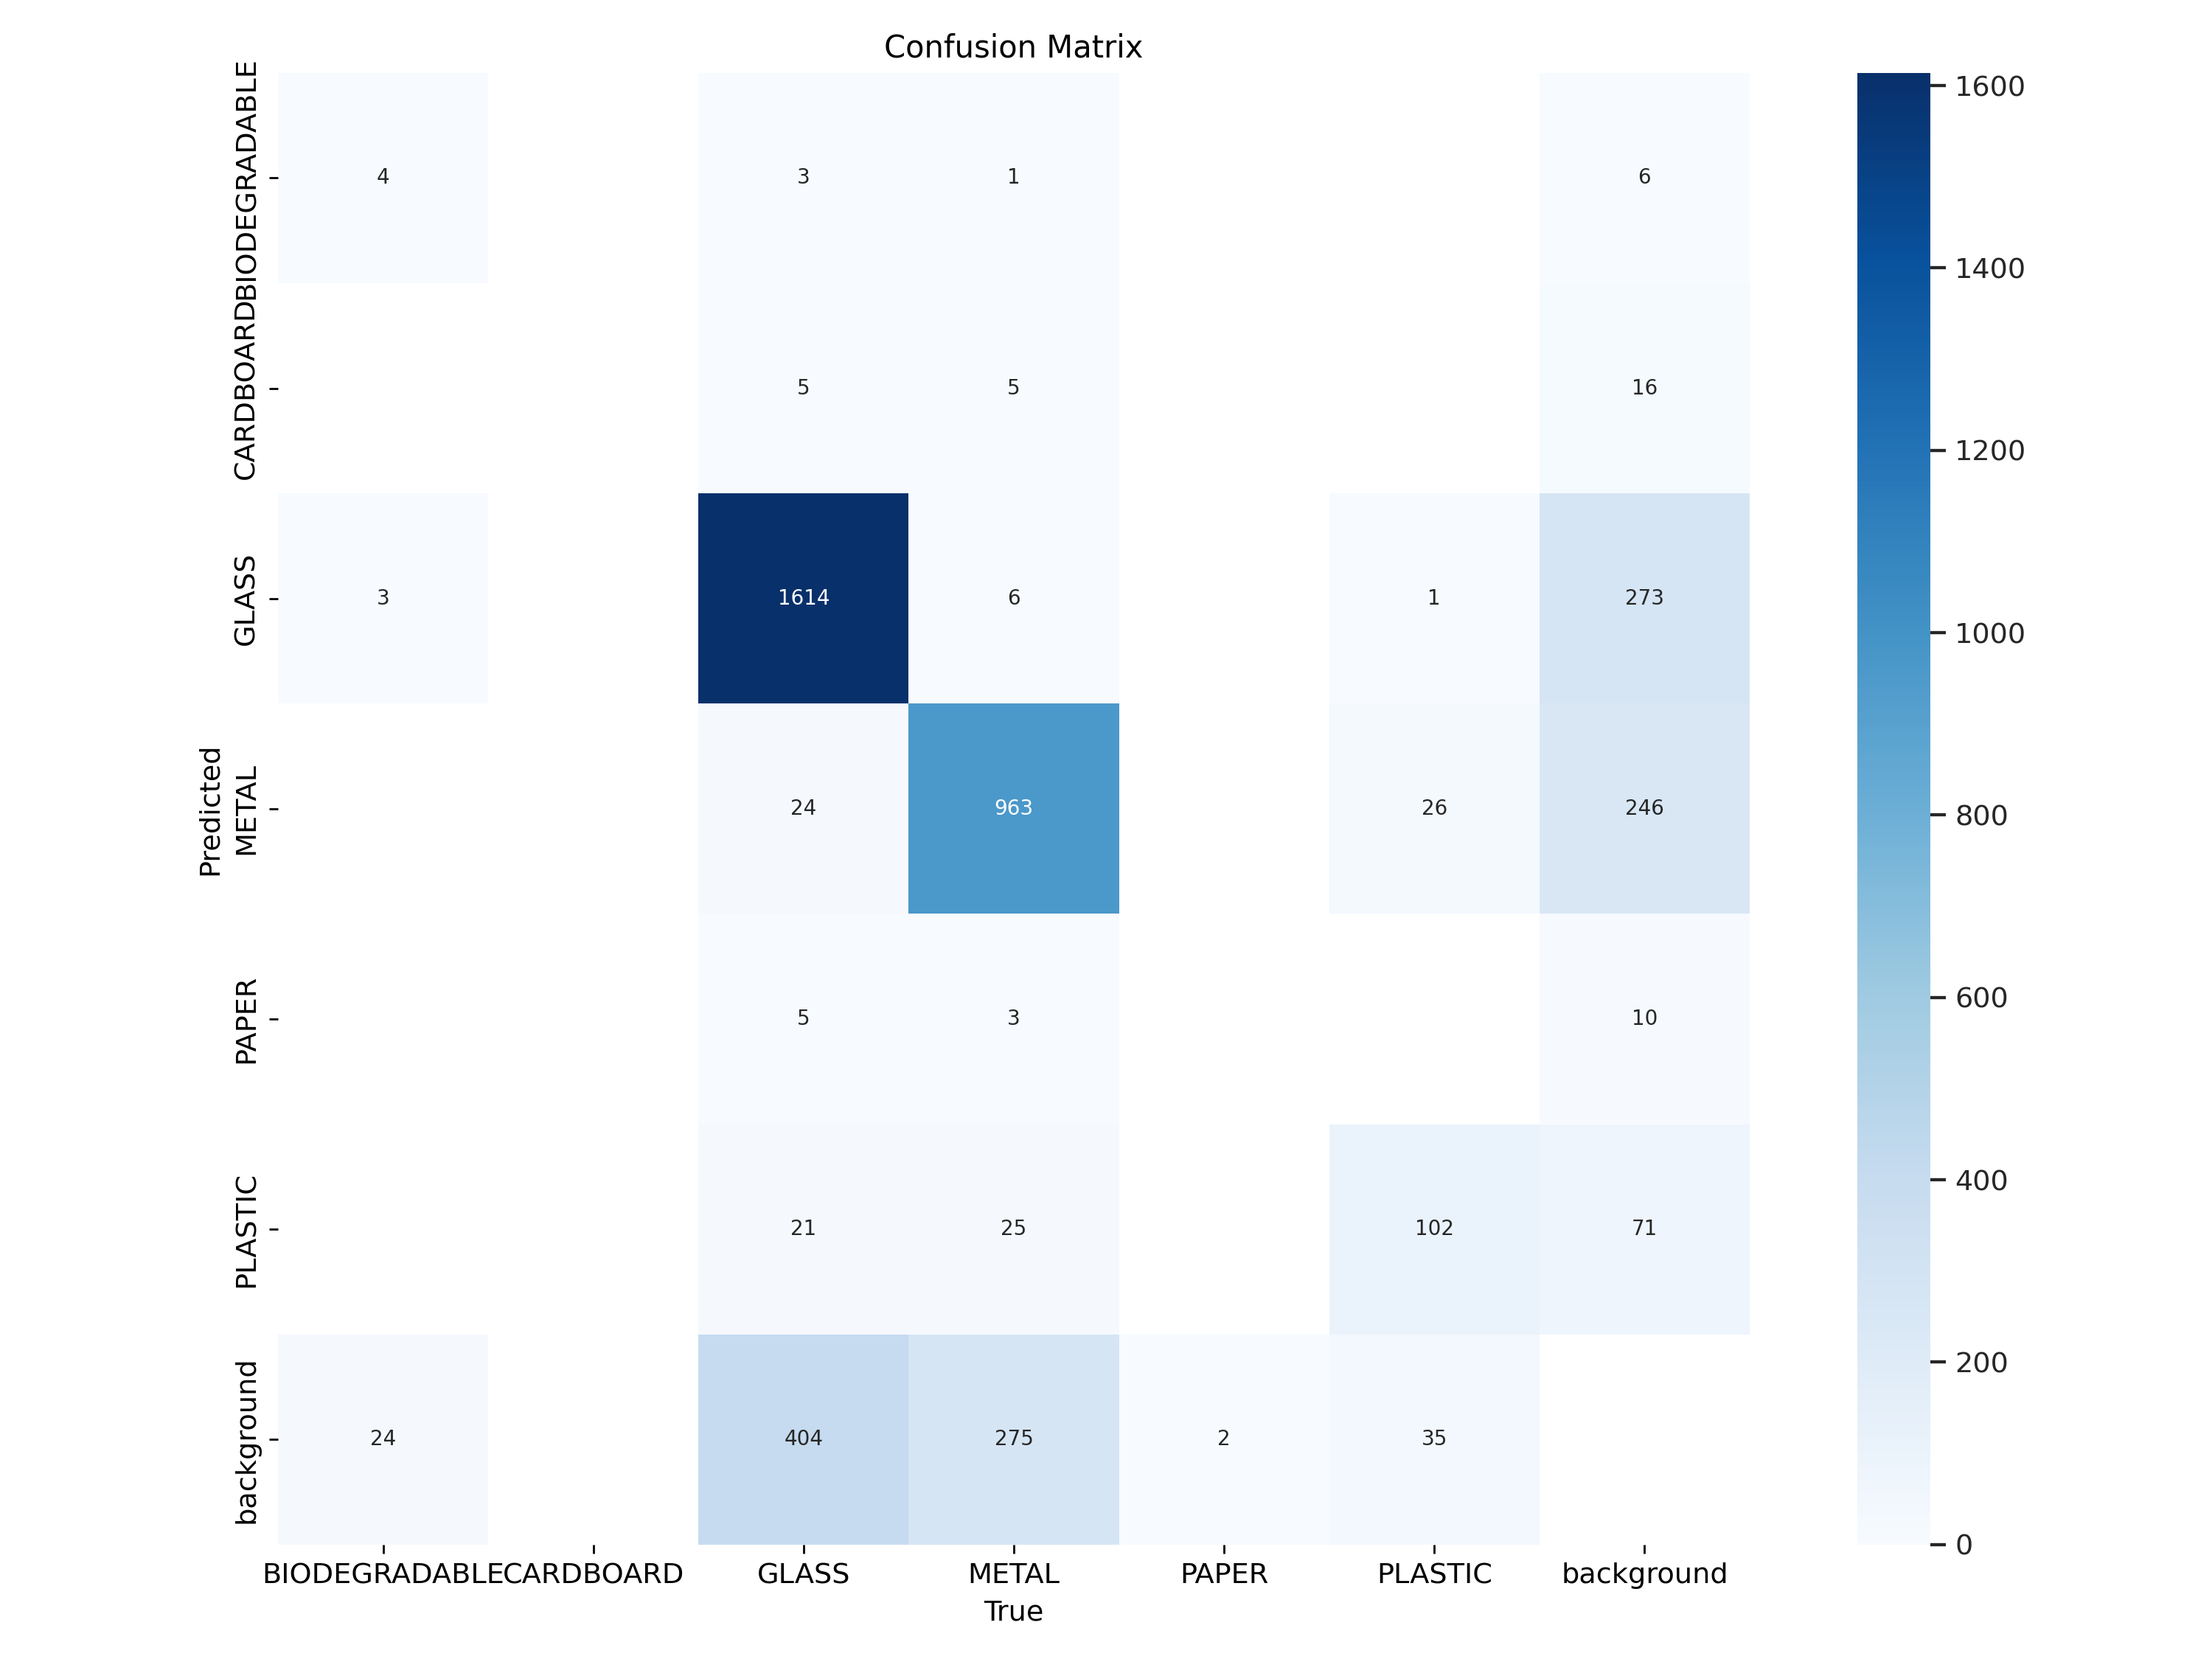 Confusion Matrix
BIODEGRADABLE
4 3 1 6
CARDBOARD
5 5 16
GLASS
3 1614 6 1 273
METAL
24 963 26 246
PAPER
5 3 10
PLASTIC
21 25 102 71
background
24 404 275 2 35
Predicted
BIODEGRADABLE CARDBOARD GLASS METAL PAPER PLASTIC background
True
1600
1400
1200
1000
800
600
400
200
0